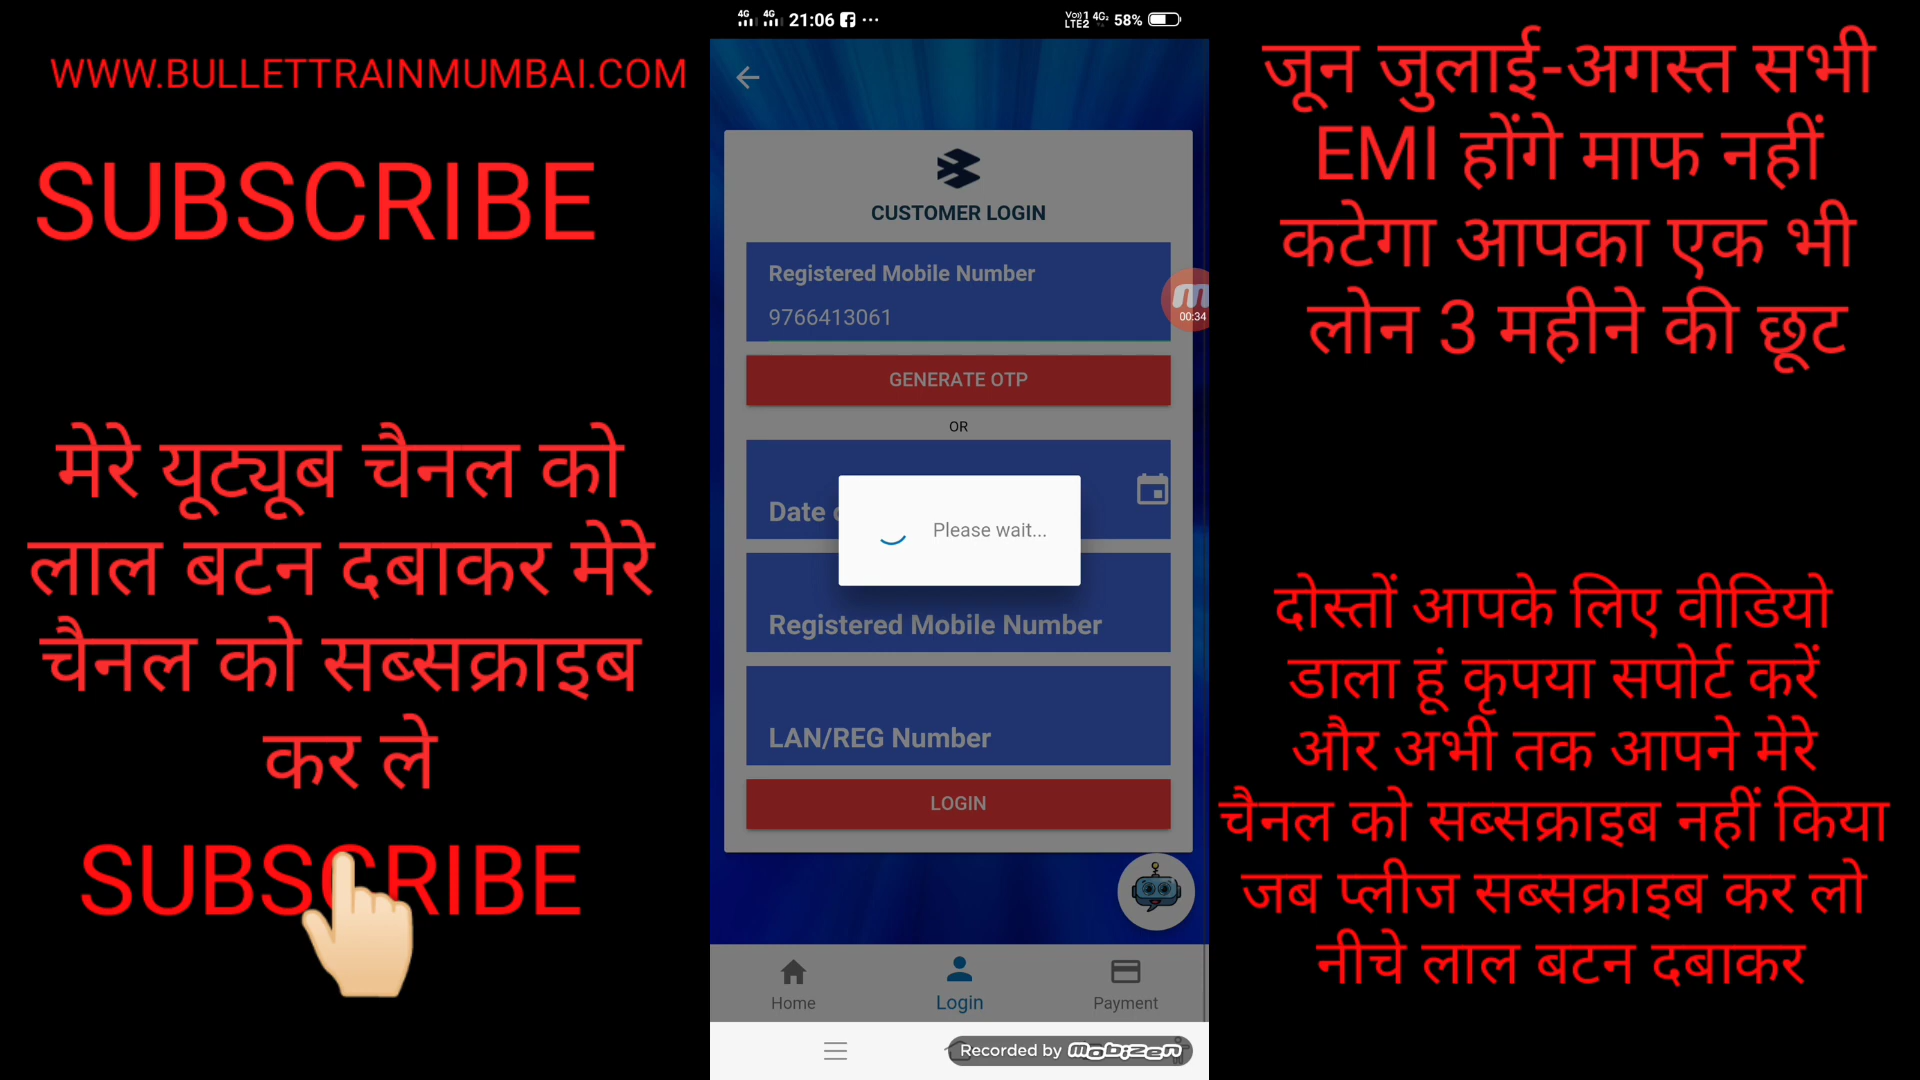 WWW.BULLETTRAINMUMBAI.COM
SUBSCRIBE
मेरे यूट्यूब चैनल को
लाल बटन दबाकर मेरे
चैनल को सब्सक्राइब
कर ले
SUBSCRIBE
4G 4G 21:06
Vo)) 1 4G2 58%
LTE2
CUSTOMER LOGIN
Registered Mobile Number
9766413061
00:34
GENERATE OTP
OR
Date
Please wait...
Registered Mobile Number
LAN/REG Number
LOGIN
Home Login Payment
Recorded by mobizen
जून जुलाई-अगस्त सभी
EMI होंगे माफ नहीं
कटेगा आपका एक भी
लोन 3 महीने की छूट
दोस्तों आपके लिए वीडियो
डाला हूं कृपया सपोर्ट करें
और अभी तक आपने मेरे
चैनल को सब्सक्राइब नहीं किया
जब प्लीज सब्सक्राइब कर लो
नीचे लाल बटन दबाकर